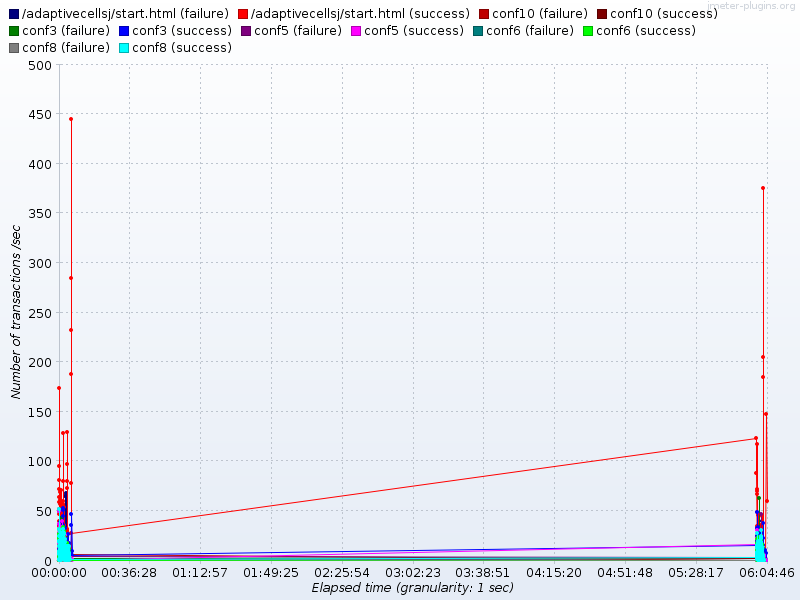 jmeter-plugins.org
/adaptivecellsj/start.html (failure) /adaptivecellsj/start.html (success) conf10 (failure) conf10 (success)
conf3 (failure) conf3 (success) conf5 (failure) conf5 (success) conf6 (failure) conf6 (success)
conf8 (failure) conf8 (success)
Number of transactions /sec
500
450
400
350
300
250
200
150
100
50
0
00:00:00 00:36:28 01:12:57 01:49:25 02:25:54 03:02:23 03:38:51 04:15:20 04:51:48 05:28:17 06:04:46
Elapsed time (granularity: 1 sec)